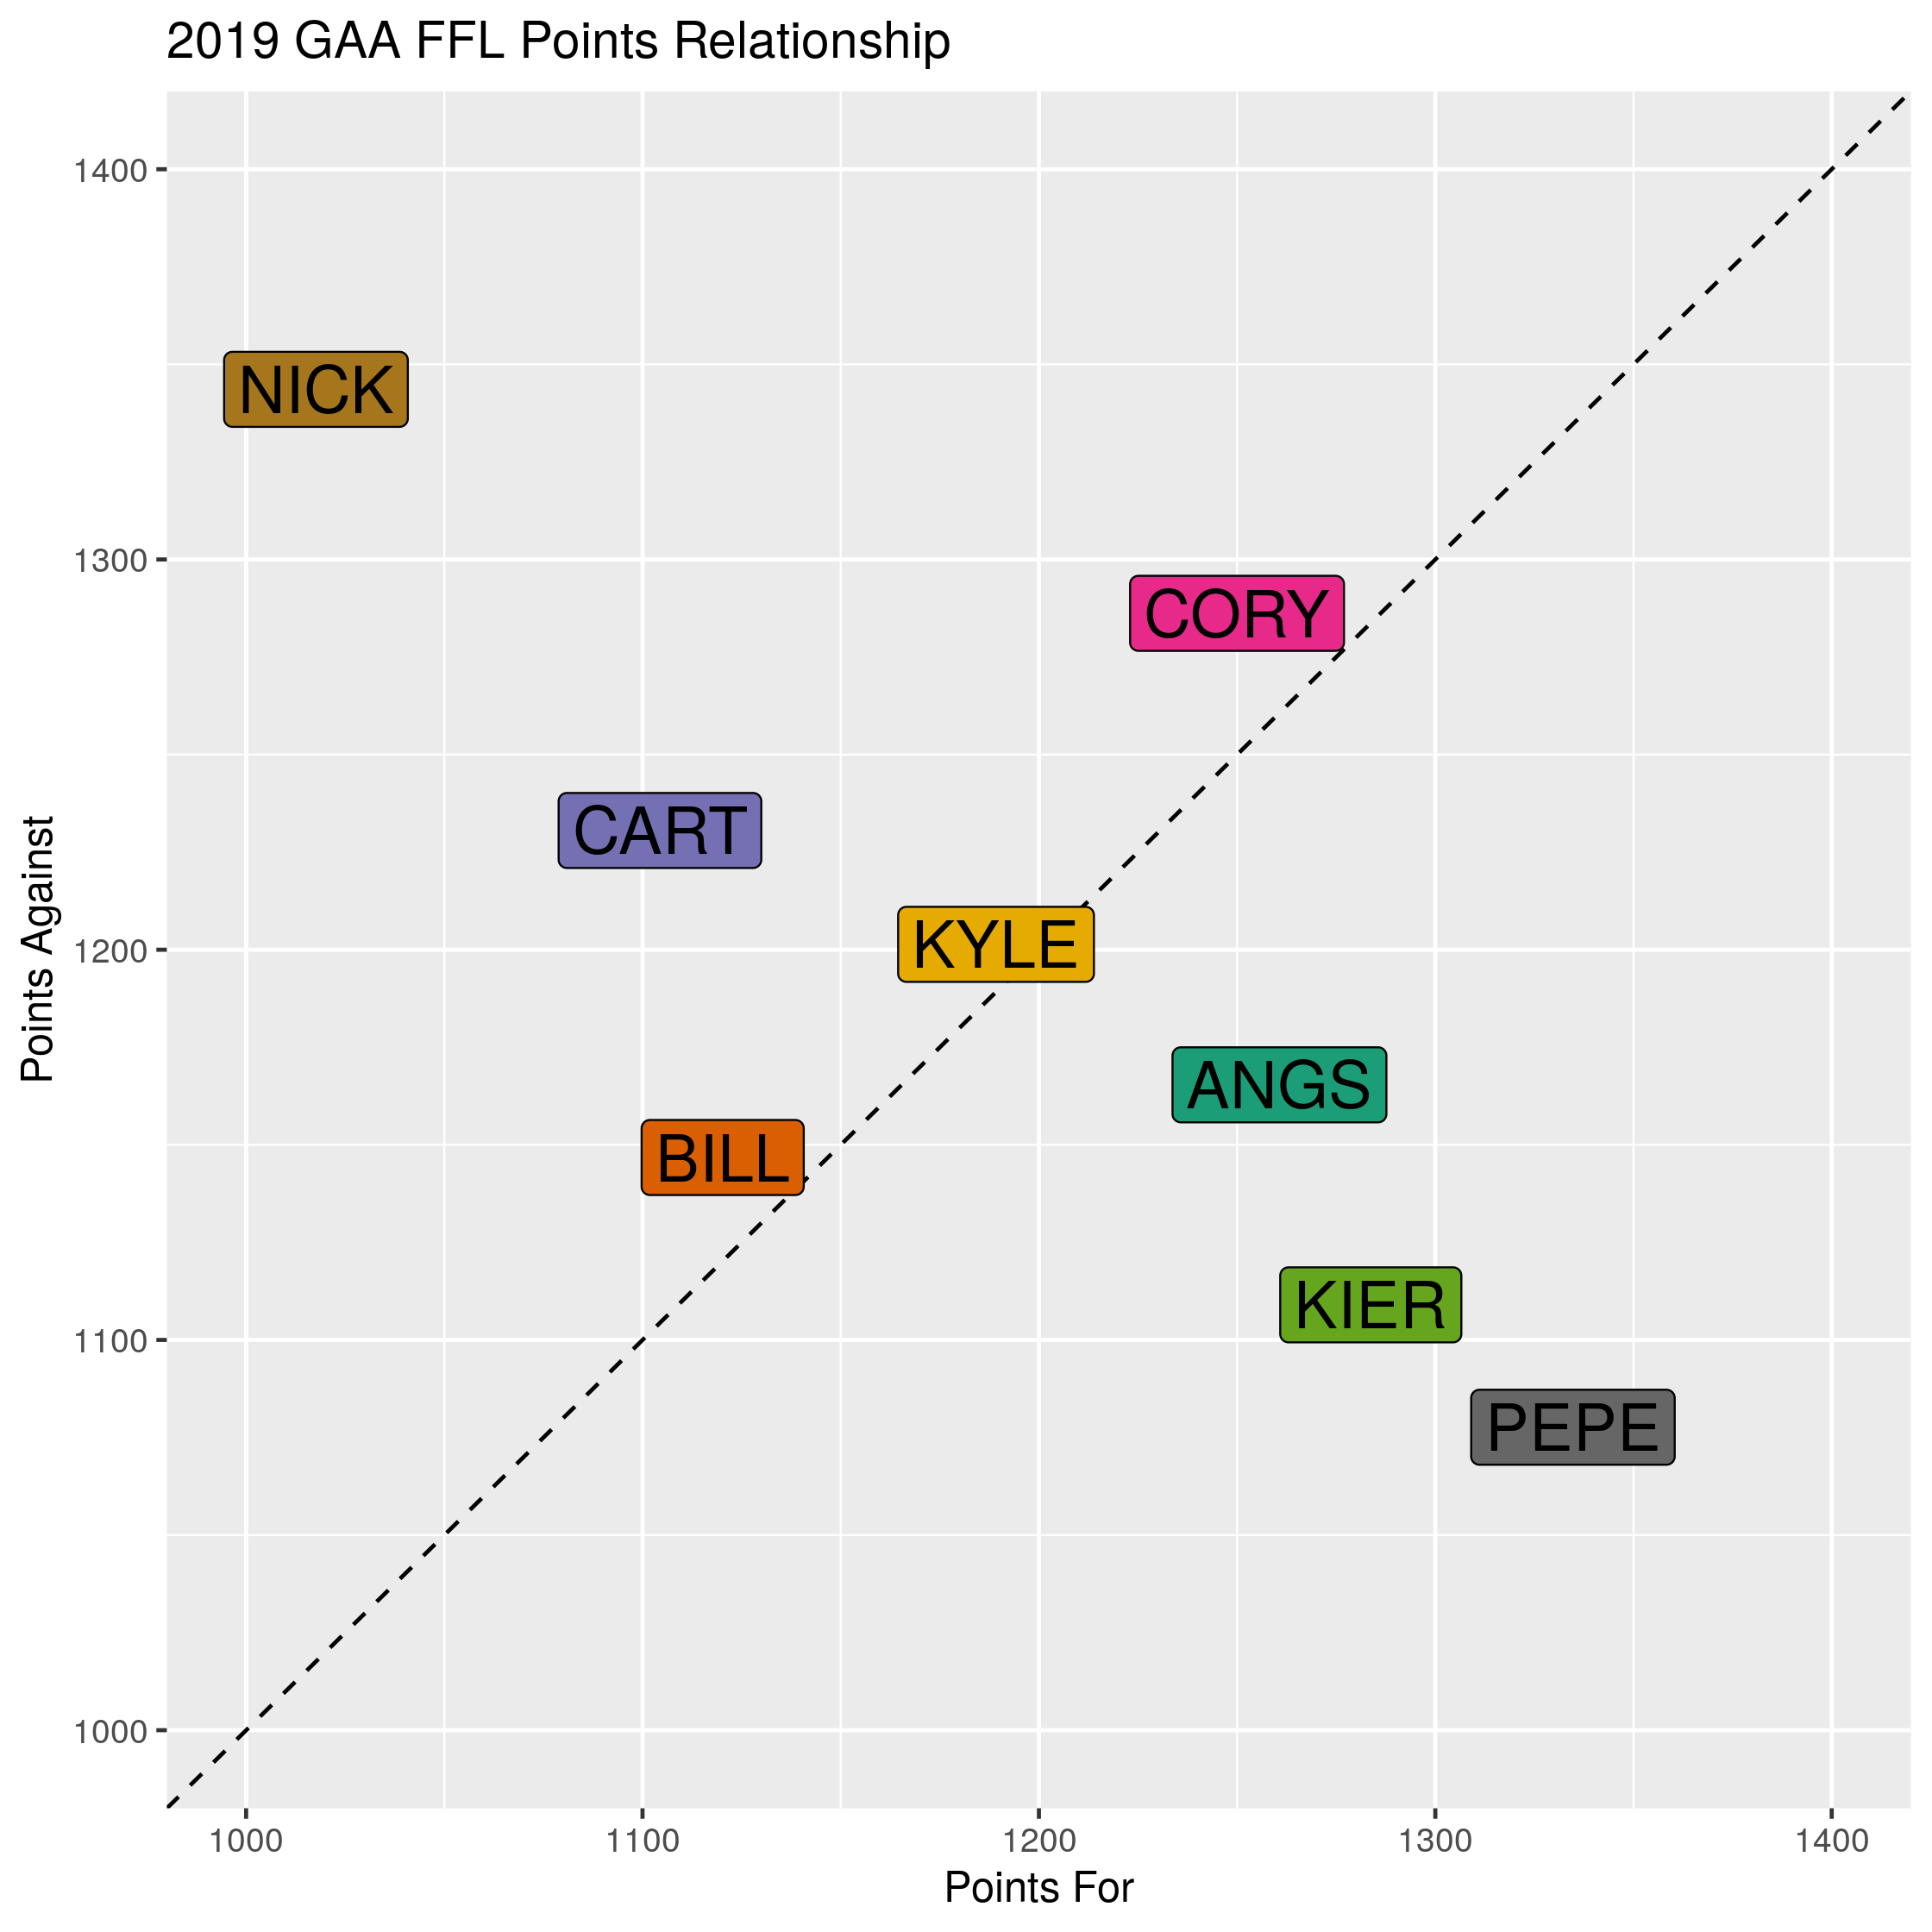 2019 GAA FFL Points Relationship
Points Against
1400
1300
1200
1100
1000
NICK
CORY
CART
KYLE
ANGS
BILL
KIER
PEPE
1000 1100 1200 1300 1400
Points For